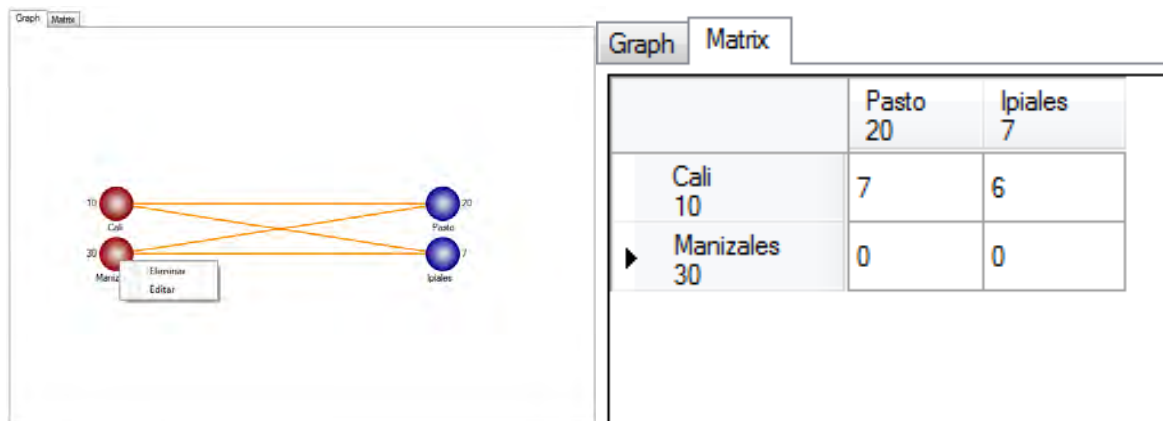 Graph Matrix
10 20
Cali Pasto
30 7
Ipiales
Eliminar
Editar
Graph Matrix
Pasto Ipiales
20 7
Cali
10 7 6
Manizales
30 0 0